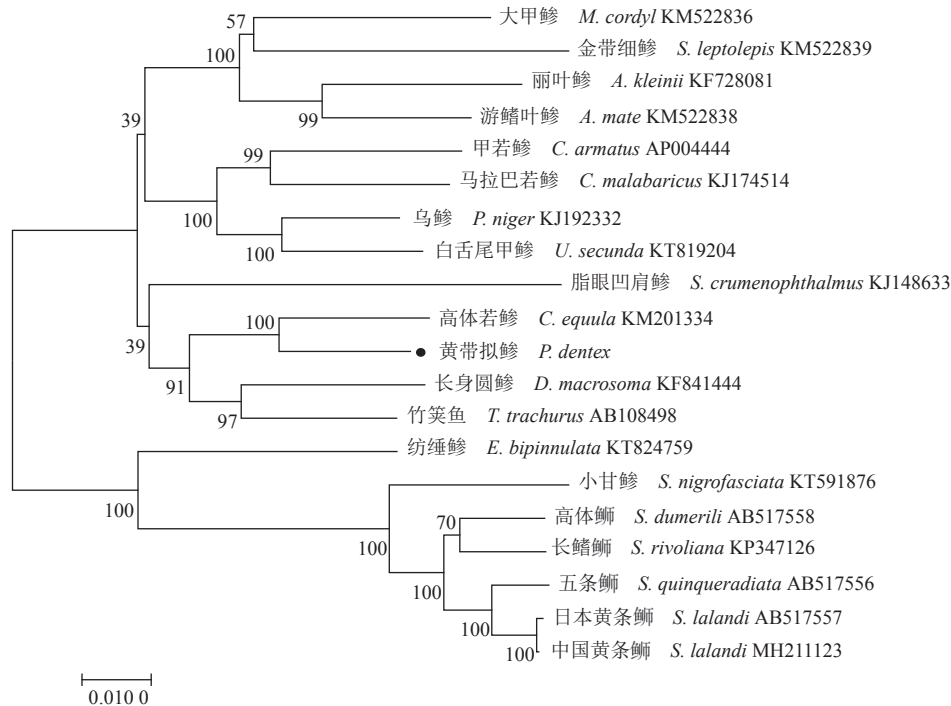 57
大甲鲹 M. cordyl KM522836
金带细鲹 S. leptolepis KM522839
100
丽叶鲹 A. kleinii KF728081
99
游鳍叶鲹 A. mate KM522838
39
甲若鲹 C. armatus AP004444
99
马拉巴若鲹 C. malabaricus KJ174514
100
乌鲹 P. niger KJ192332
100
白舌尾甲鲹 U. secunda KT819204
脂眼凹肩鲹 S. crumenophthalmus KJ148633
39
高体若鲹 C. equula KM201334
100
黄带拟鲹 P. dentex
91
长身圆鲹 D. macrosoma KF841444
97
竹筴鱼 T. trachurus AB108498
纺缍鲹 E. bipinnulata KT824759
100
小甘鲹 S. nigrofasciata KT591876
100
70
高体鰤 S. dumerili AB517558
长鳍鰤 S. rivoliana KP347126
100
五条鰤 S. quinqueradiata AB517556
100
日本黄条鰤 S. lalandi AB517557
100
中国黄条鰤 S. lalandi MH211123
0.010 0